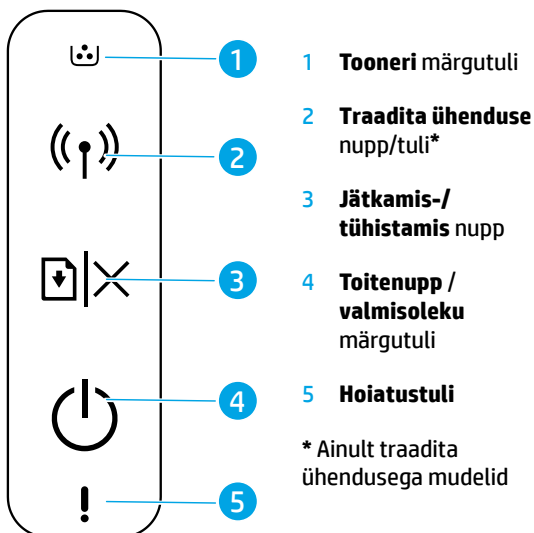 1 Tooneri märgutuli
2 Traadita ühenduse
nupp/tuli*
3 Jätkamis-/
tühistamis nupp
4 Toitenupp /
valmisoleku
märgutuli
5 Hoiatustuli
* Ainult traadita
ühendusega mudelid
1
2
3
4
5